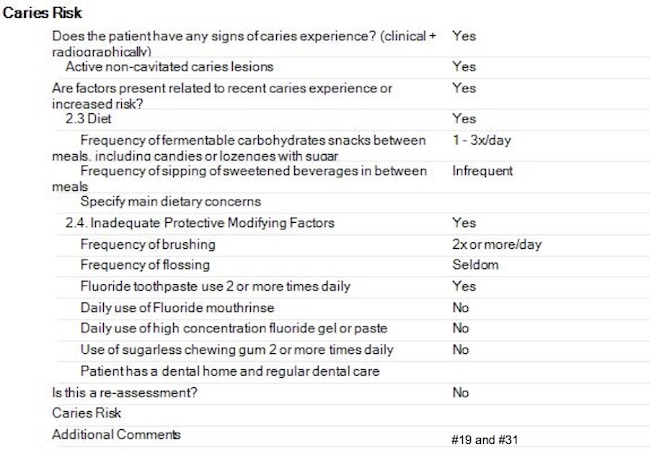 Caries Risk
Does the patient have any signs of caries experience? (clinical + Yes
radiographically)
Active non-cavitated caries lesions Yes
Are factors present related to recent caries experience or Yes
increased risk?
2.3 Diet Yes
Frequency of fermentable carbohydrates snacks between 1 - 3x/day
meals, including candies or lozenges with sugar
Frequency of sipping of sweetened beverages in between Infrequent
meals
Specify main dietary concerns
2.4. Inadequate Protective Modifying Factors Yes
Frequency of brushing 2x or more/day
Frequency of flossing Seldom
Fluoride toothpaste use 2 or more times daily Yes
Daily use of Fluoride mouthrinse No
Daily use of high concentration fluoride gel or paste No
Use of sugarless chewing gum 2 or more times daily No
Patient has a dental home and regular dental care
Is this a re-assessment? No
Caries Risk
Additional Comments #19 and #31